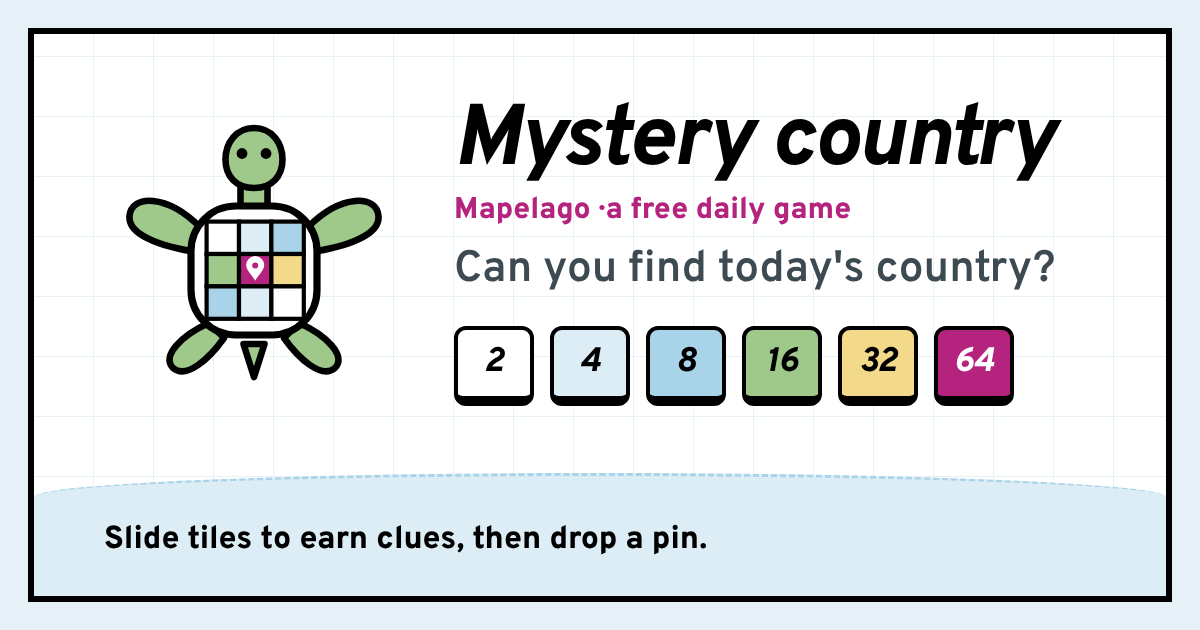 Mystery country
Mapelago ·a free daily game
Can you find today's country?
2 4 8 16 32 64
Slide tiles to earn clues, then drop a pin.